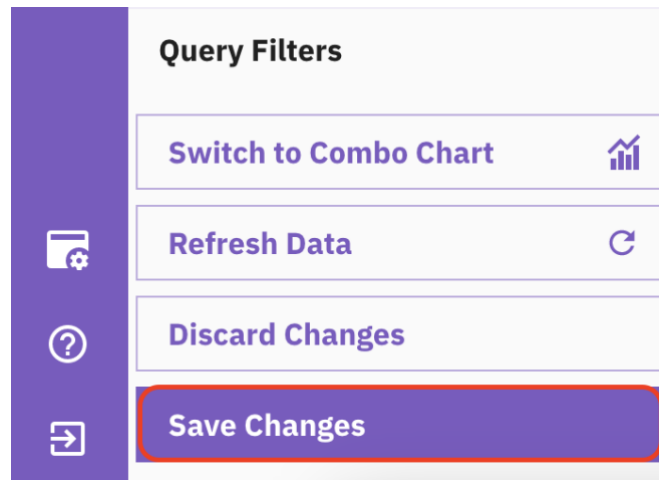 Query Filters
Switch to Combo Chart
Refresh Data
Discard Changes
Save Changes